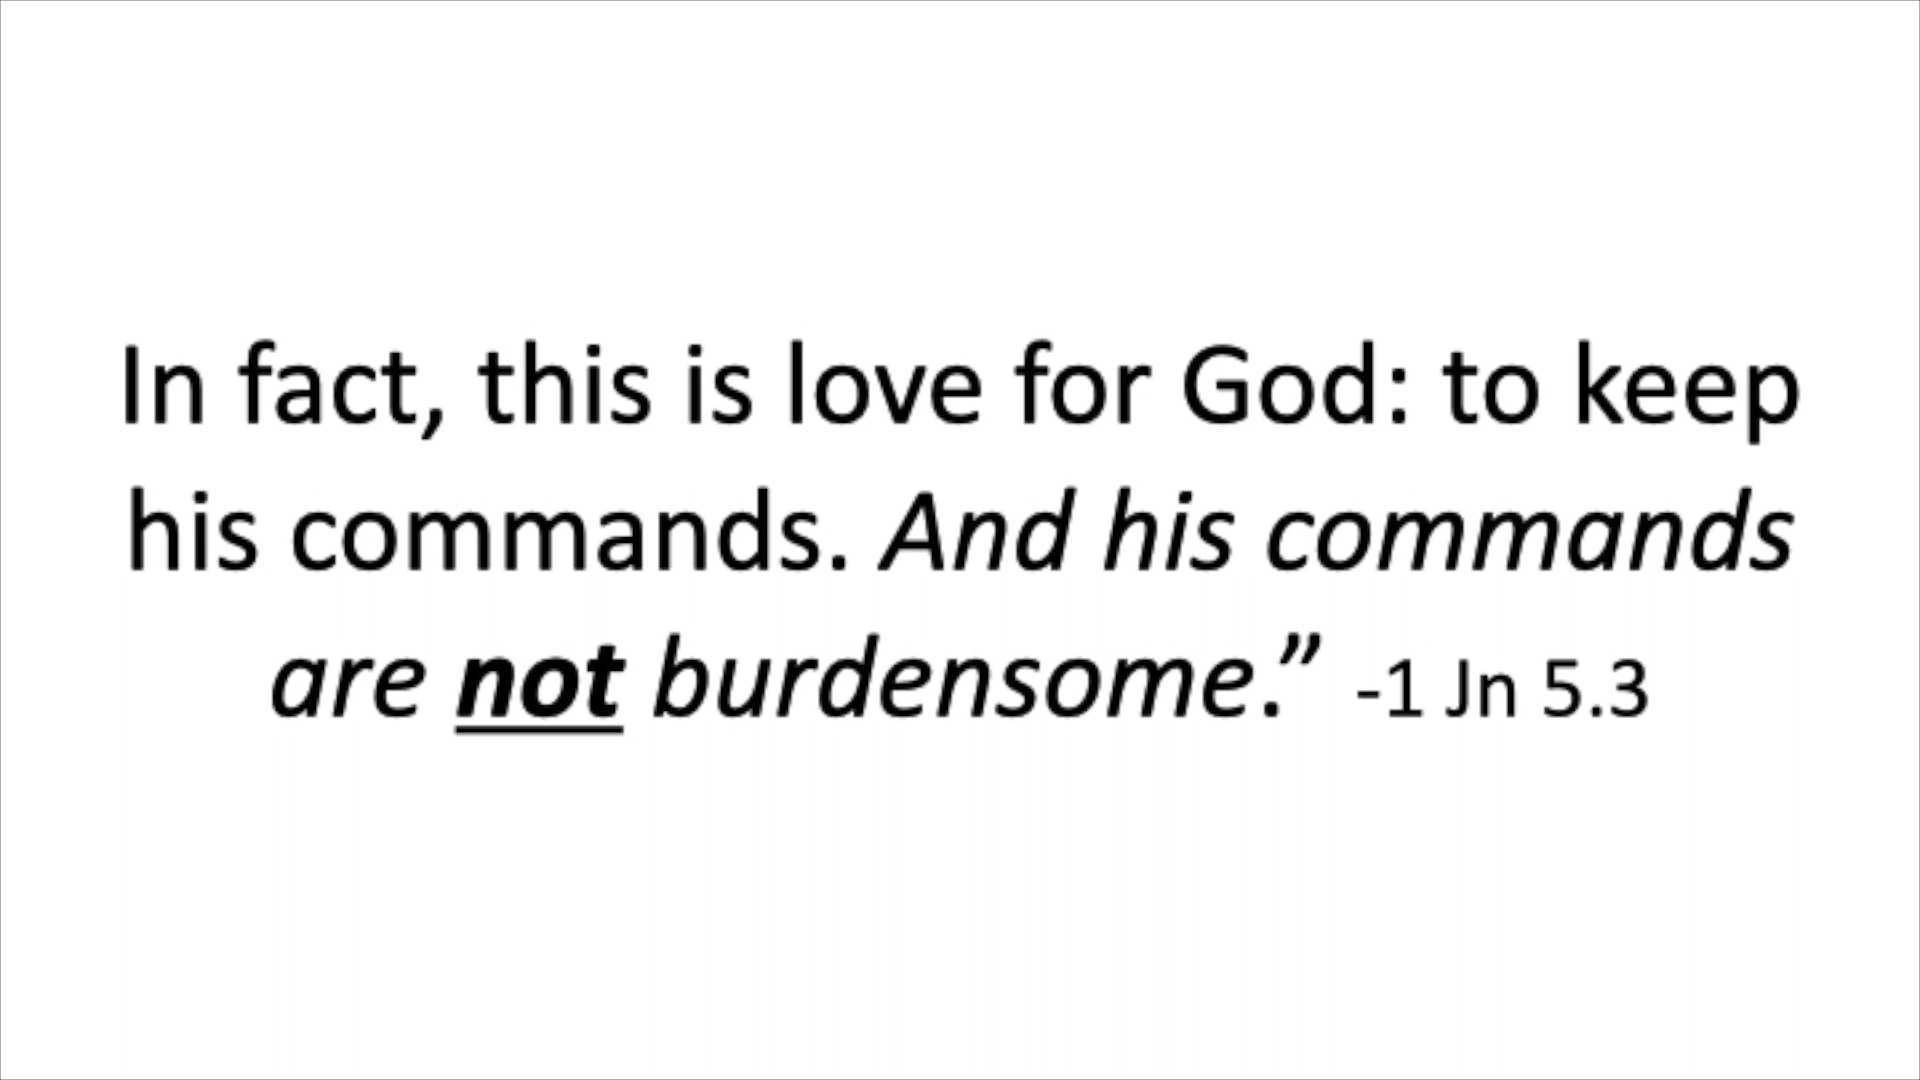 In fact, this is love for God: to keep
his commands. And his commands
are not burdensome.” -1 Jn 5.3